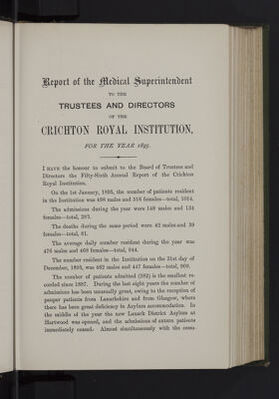 Report of the Medical Superintendent
TO THE
TRUSTEES AND DIRECTORS
OF THE
CRICHTON ROYAL INSTITUTION,
FOR THE YEAR 1895.
I HAVE the honour to submit to the Board of Trustees and
Directors the Fifty-Sixth Annual Report of the Crichton
Royal Institution.
On the 1st January, 1895, the number of patients resident
in the Institution was 498 males and 516 females—total, 1014.
The admissions during the year were 148 males and 134
females—total, 282.
The deaths during the same period were 42 males and 39
females—total, 81.
The average daily number resident during the year was
476 males and 468 females—total, 944.
The number resident in the Institution on the 31st day of
December, 1895, was 462 males and 447 females—total, 909.
The number of patients admitted (282) is the smallest re-
corded since 1887. During the last eight years the number of
admissions has been unusually great, owing to the reception of
pauper patients from Lanarkshire and from Glasgow, where
there has been great deficiency in Asylum accommodation. In
the middle of the year the new Lanark District Asylum at
Hartwood was opened, and the admissions of certain patients
immediately ceased. Almost simultaneously with the cessa-